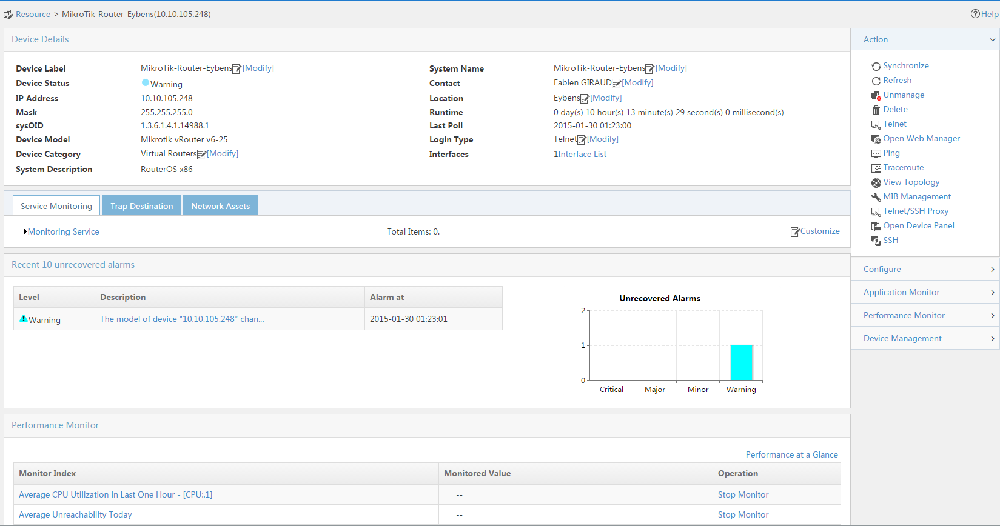 Resource > MikroTik-Router-Eybens(10.10.105.248)
Help
Device Details
Device Label MikroTik-Router-Eybens[Modify] System Name MikroTik-Router-Eybens[Modify]
Device Status Warning Contact Fabien GIRAUD[Modify]
IP Address 10.10.105.248 Location Eybens[Modify]
Mask 255.255.255.0 Runtime 0 day(s) 10 hour(s) 13 minute(s) 29 second(s) 0 millisecond(s)
sysOID 1.3.6.1.4.1.14988.1 Last Poll 2015-01-30 01:23:00
Device Model Mikrotik vRouter v6-25 Login Type Telnet[Modify]
Device Category Virtual Routers[Modify] Interfaces 1Interface List
System Description RouterOS x86
Service Monitoring Trap Destination Network Assets
Monitoring Service Total Items: 0. Customize
Recent 10 unrecovered alarms
Level Description Alarm at
Warning The model of device "10.10.105.248" chan... 2015-01-30 01:23:01
Unrecovered Alarms
2
1
0
Critical Major Minor Warning
Performance Monitor
Performance at a Glance
Monitor Index Monitored Value Operation
Average CPU Utilization in Last One Hour - [CPU:.1] -- Stop Monitor
Average Unreachability Today -- Stop Monitor
Action
Synchronize
Refresh
Unmanage
Delete
Telnet
Open Web Manager
Ping
Traceroute
View Topology
MIB Management
Telnet/SSH Proxy
Open Device Panel
SSH
Configure
Application Monitor
Performance Monitor
Device Management